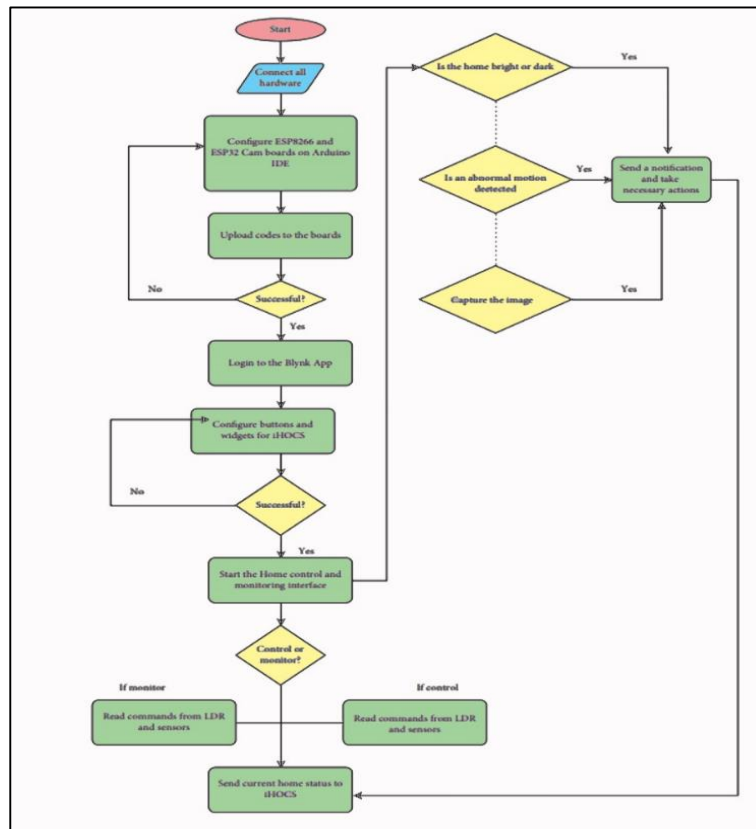 Start
Connect all
hardware
Configure ESP8266 and
ESP32 Cam boards on Arduino
IDE
Upload codes to the boards
Successful?
No
Yes
Login to the Blynk App
Configure buttons and
widgets for iHOCS
Successful?
No
Yes
Start the Home control and
monitoring interface
Control or
monitor?
If monitor
If control
Read commands from LDR
and sensors
Read commands from LDR
and sensors
Send current home status to
iHOCS
Is the home bright or dark
Yes
Is an abnormal motion
deetected
Yes
Capture the image
Yes
Send a notification
and take
necessary actions